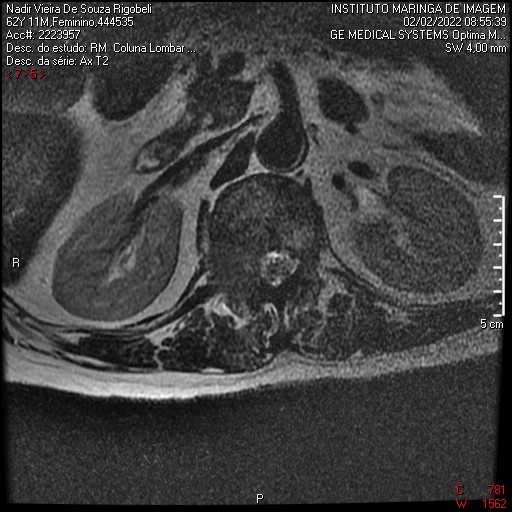 Nadir Vieira De Souza Rigobeli
INSTITUTO MARINGA DE IMAGEM
62Y 11M,Feminino,444535
02/02/2022 08:55:39
Acc#: 2223957
GE MEDICAL SYSTEMS Optima M...
Desc. do estudo: RM Coluna Lombar ...
SW 4,00 mm
Desc. da série: Ax T2
< 7 - 5 >
R
5 cm
P
C 781
W 1562